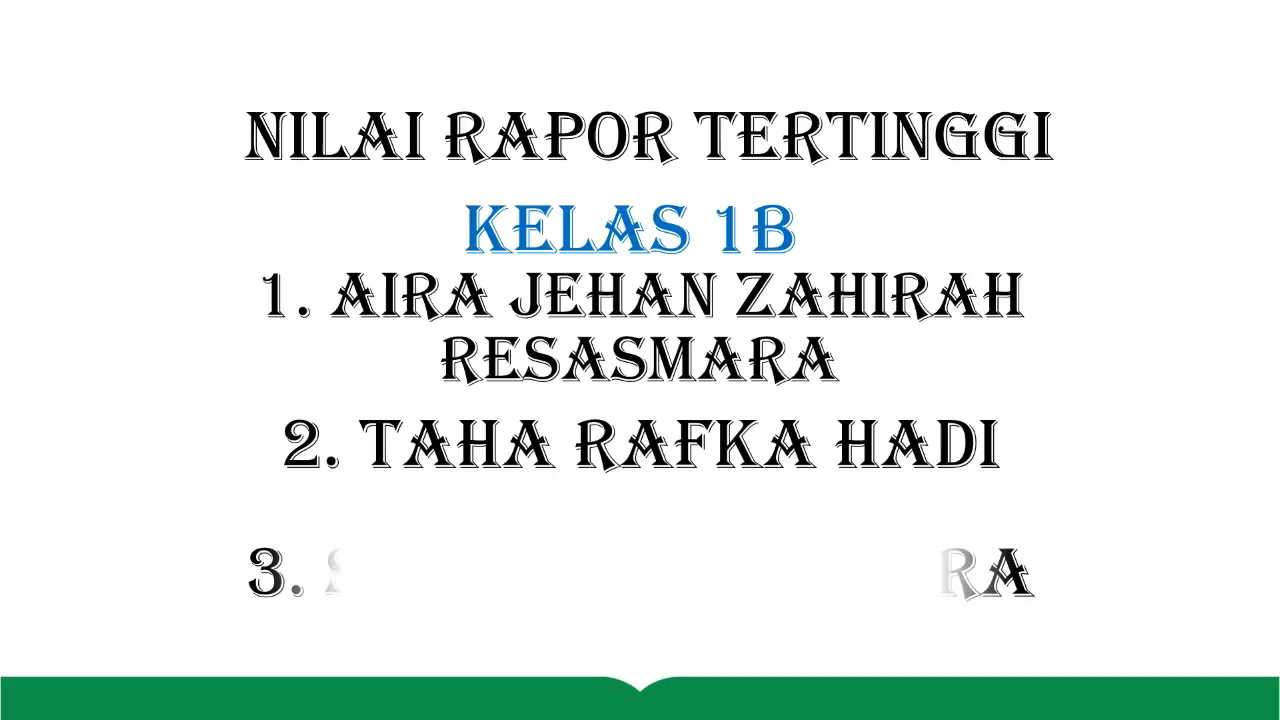 NILAI RAPOR TERTINGGI
KELAS 1B
1. AIRA JEHAN ZAHIRAH
RESASMARA
2. TAHA RAFKA HADI
3.